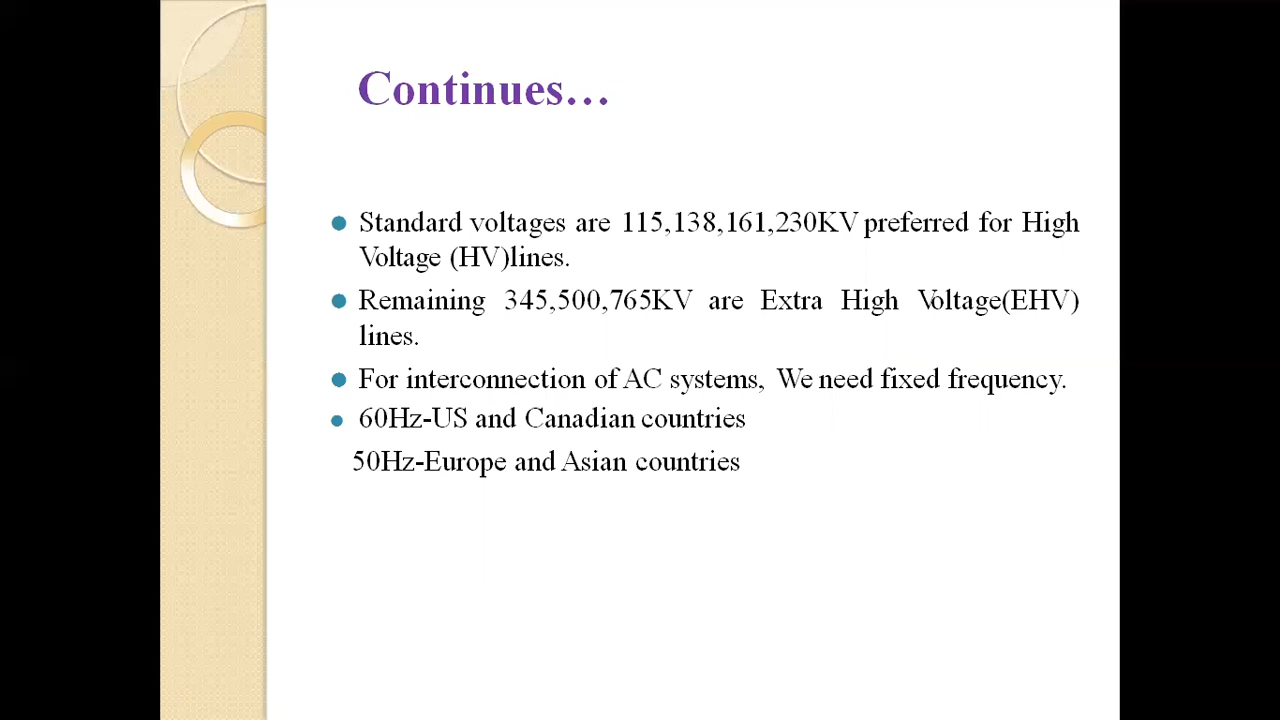 Continues…
Standard voltages are 115,138,161,230KV preferred for High
Voltage (HV)lines.
Remaining 345,500,765KV are Extra High Voltage(EHV)
lines.
For interconnection of AC systems, We need fixed frequency.
60Hz-US and Canadian countries
50Hz-Europe and Asian countries